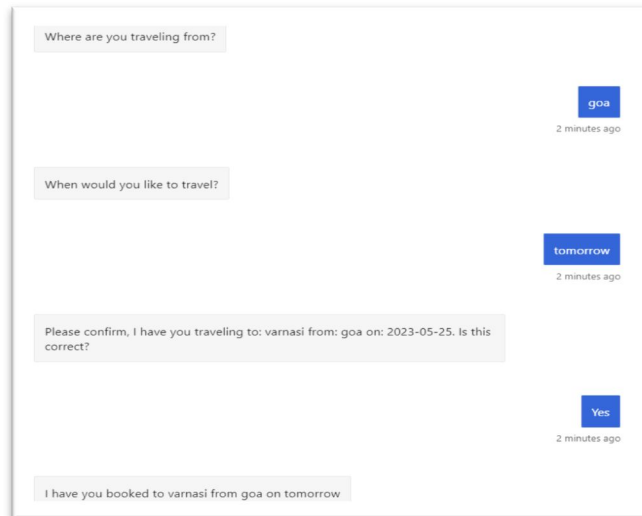 Where are you traveling from?
goa
2 minutes ago
When would you like to travel?
tomorrow
2 minutes ago
Please confirm, I have you traveling to: varnasi from: goa on: 2023-05-25. Is this
correct?
Yes
2 minutes ago
I have you booked to varnasi from goa on tomorrow